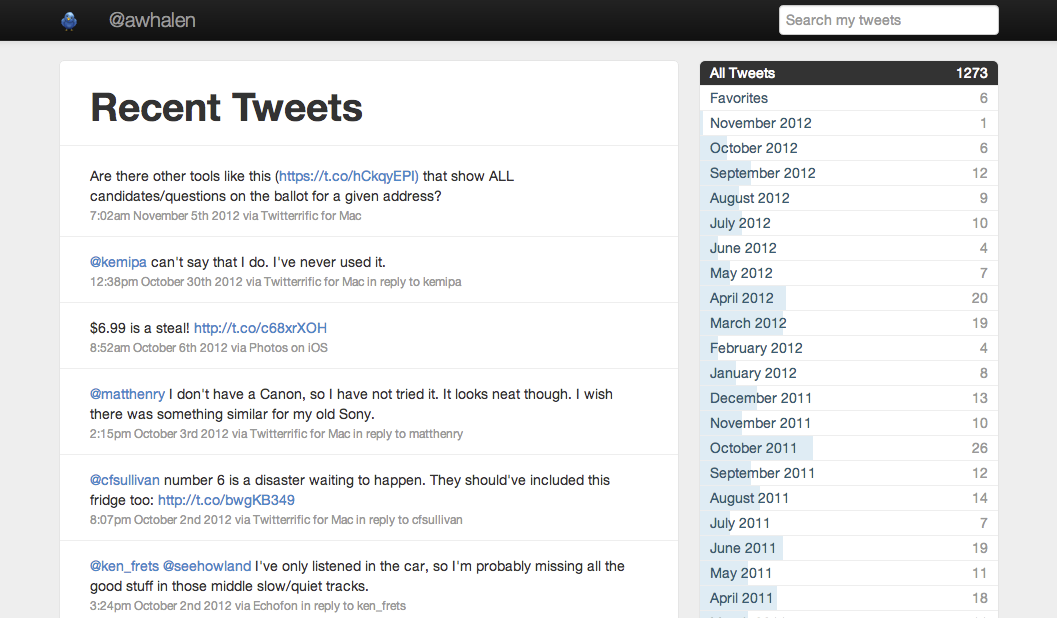 @awhalen
Search my tweets
Recent Tweets
Are there other tools like this (https://t.co/hCkqyEPI) that show ALL
candidates/questions on the ballot for a given address?
7:02am November 5th 2012 via Twitterrific for Mac
@kemipa can't say that I do. I've never used it.
12:38pm October 30th 2012 via Twitterrific for Mac in reply to kemipa
$6.99 is a steal! http://t.co/c68xrXOH
8:52am October 6th 2012 via Photos on iOS
@matthenry I don't have a Canon, so I have not tried it. It looks neat though. I wish
there was something similar for my old Sony.
2:15pm October 3rd 2012 via Twitterrific for Mac in reply to matthenry
@cfsullivan number 6 is a disaster waiting to happen. They should've included this
fridge too: http://t.co/bwgKB349
8:07pm October 2nd 2012 via Twitterrific for Mac in reply to cfsullivan
@ken_frets @seehowland I've only listened in the car, so I'm probably missing all the
good stuff in those middle slow/quiet tracks.
3:24pm October 2nd 2012 via Echofon in reply to ken_frets
All Tweets 1273
Favorites 6
November 2012 1
October 2012 6
September 2012 12
August 2012 9
July 2012 10
June 2012 4
May 2012 7
April 2012 20
March 2012 19
February 2012 4
January 2012 8
December 2011 13
November 2011 10
October 2011 26
September 2011 12
August 2011 14
July 2011 7
June 2011 19
May 2011 11
April 2011 18